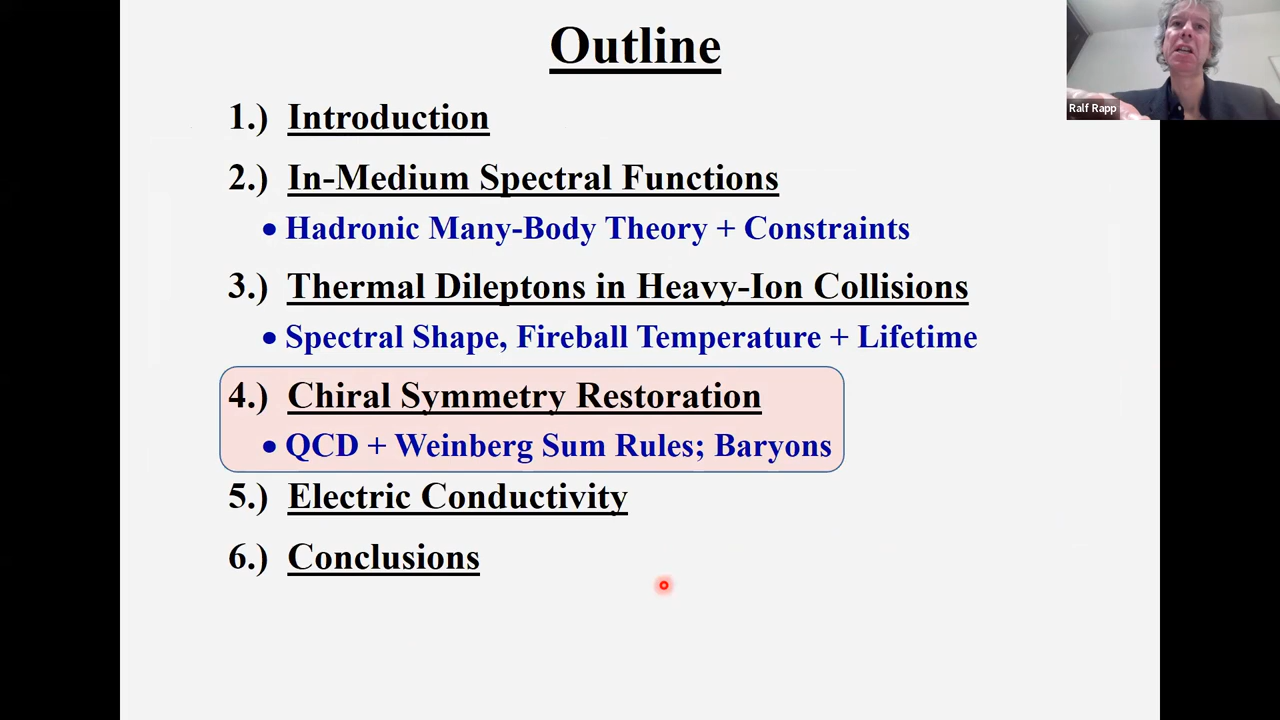 Outline
Ralf Rapp
1.) Introduction
2.) In-Medium Spectral Functions
• Hadronic Many-Body Theory + Constraints
3.) Thermal Dileptons in Heavy-Ion Collisions
• Spectral Shape, Fireball Temperature + Lifetime
4.) Chiral Symmetry Restoration
• QCD + Weinberg Sum Rules; Baryons
5.) Electric Conductivity
6.) Conclusions